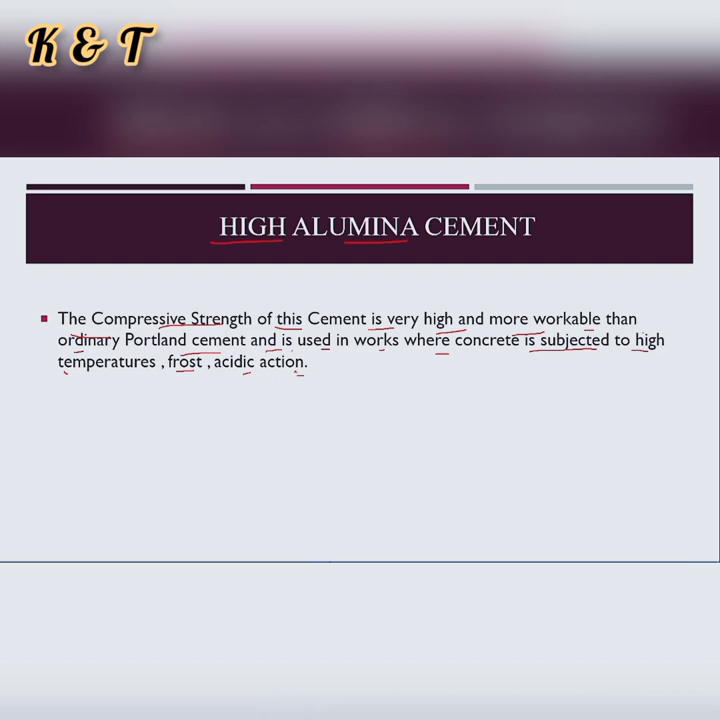 K & T
HIGH ALUMINA CEMENT
The Compressive Strength of this Cement is very high and more workable than
ordinary Portland cement and is used in works where concrete is subjected to high
temperatures , frost , acidic action.